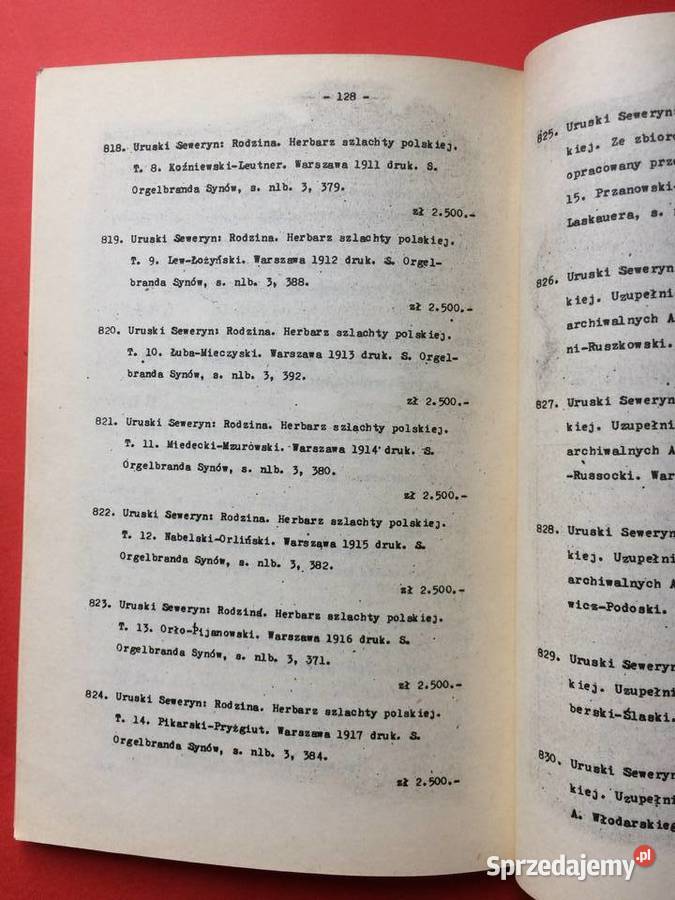 - 128 -
818. Uruski Seweryn: Rodzina. Herbarz szlachty polskiej.
T. 8. Koźniewski-Leutner. Warszawa 1911 druk. S.
Orgelbranda Synów, s. nlb. 3, 379.
zł 2.500.-
819. Uruski Seweryn: Rodzina. Herbarz szlachty polskiej.
T. 9. Lew-Łożyński. Warszawa 1912 druk. S. Orgel-
branda Synów, s. nlb. 3, 388.
zł 2.500.-
820. Uruski Seweryn: Rodzina. Herbarz szlachty polskiej.
T. 10. Łuba-Mieczyski. Warszawa 1913 druk. S. Orgel-
branda Synów, s. nlb. 3, 392.
zł 2.500.-
821. Uruski Seweryn: Rodzina. Herbarz szlachty polskiej.
T. 11. Miedecki-Mzurowski. Warszawa 1914 druk. S.
Orgelbranda Synów, s. nlb. 3, 380.
zł 2.500.-
822. Uruski Seweryn: Rodzina. Herbarz szlachty polskiej.
T. 12. Nabelski-Orliński. Warszawa 1915 druk. S.
Orgelbranda Synów, s. nlb. 3, 382.
zł 2.500.-
823. Uruski Seweryn: Rodzina. Herbarz szlachty polskiej.
T. 13. Orło-Pijanowski. Warszawa 1916 druk. S.
Orgelbranda Synów, s. nlb. 3, 371.
zł 2.500.-
824. Uruski Seweryn: Rodzina. Herbarz szlachty polskiej.
T. 14. Pikarski-Pryżgiut. Warszawa 1917 druk. S.
Orgelbranda Synów, s. nlb. 3, 384.
zł 2.500.-
825. Uruski Seweryn:
kiej. Ze zbioró
opracowany prze
15. Przanowski-
Laskauera, s.
826. Uruski Seweryn
kiej. Uzupełni
archiwalnych A
ni-Ruszkowski.
827. Uruski Seweryn
kiej. Uzupełni
archiwalnych A
-Russocki. War
828. Uruski Seweryn
kiej. Uzupełni
archiwalnych A
wicz-Podoski.
829. Uruski Seweryn
kiej. Uzupełni
berski-Ślaski.
830. Uruski Seweryn
kiej. Uzupełni
A. Włodarskieg
Sprzedajemy.pl